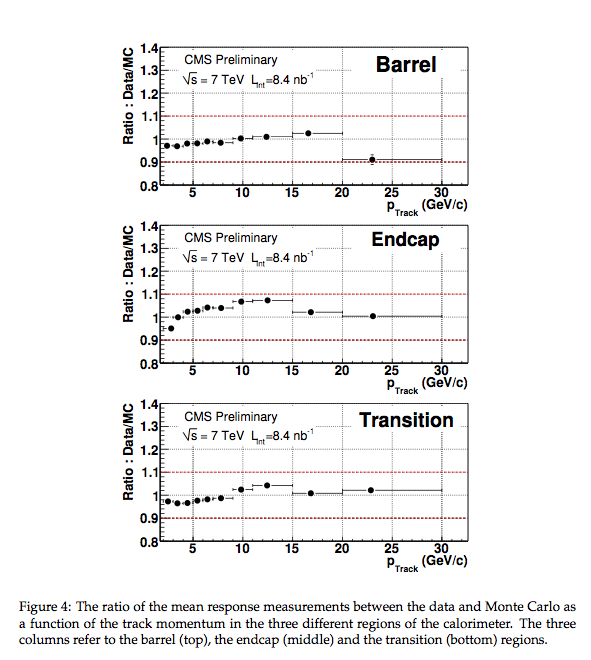 1.4
1.3
1.2
1.1
1
0.9
0.8
Ratio : Data/MC
CMS Preliminary
√s = 7 TeV L_Int=8.4 nb⁻¹
Barrel
5 10 15 20 25 30
p_Track (GeV/c)
1.4
1.3
1.2
1.1
1
0.9
0.8
Ratio : Data/MC
CMS Preliminary
√s = 7 TeV L_Int=8.4 nb⁻¹
Endcap
5 10 15 20 25 30
p_Track (GeV/c)
1.4
1.3
1.2
1.1
1
0.9
0.8
Ratio : Data/MC
CMS Preliminary
√s = 7 TeV L_Int=8.4 nb⁻¹
Transition
5 10 15 20 25 30
p_Track (GeV/c)
Figure 4: The ratio of the mean response measurements between the data and Monte Carlo as
a function of the track momentum in the three different regions of the calorimeter. The three
columns refer to the barrel (top), the endcap (middle) and the transition (bottom) regions.